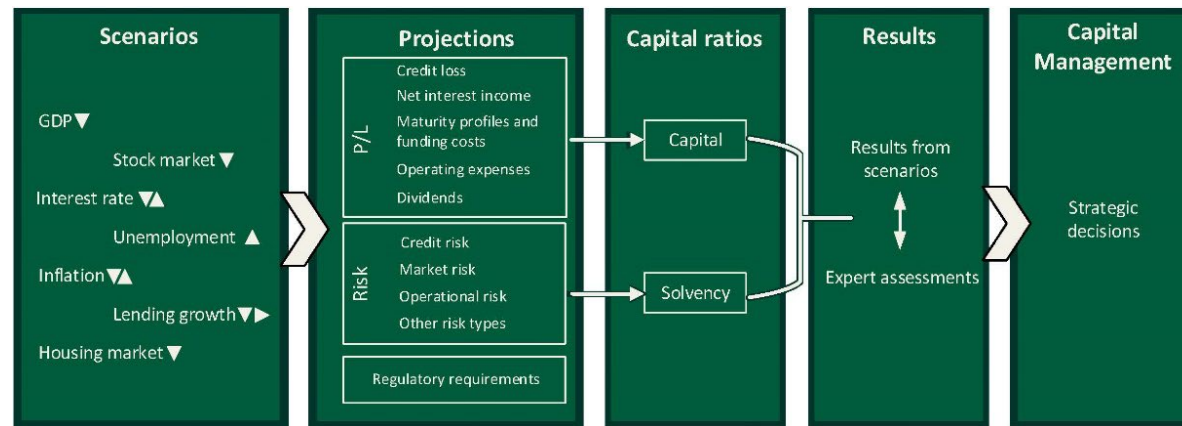 Scenarios
GDP ▼
Stock market ▼
Interest rate ▼▲
Unemployment ▲
Inflation ▼▲
Lending growth ▼▶
Housing market ▼
Projections
P/L
Credit loss
Net interest income
Maturity profiles and
funding costs
Operating expenses
Dividends
Risk
Credit risk
Market risk
Operational risk
Other risk types
Regulatory requirements
Capital ratios
Capital
Solvency
Results
Results from
scenarios
Expert assessments
Capital
Management
Strategic
decisions